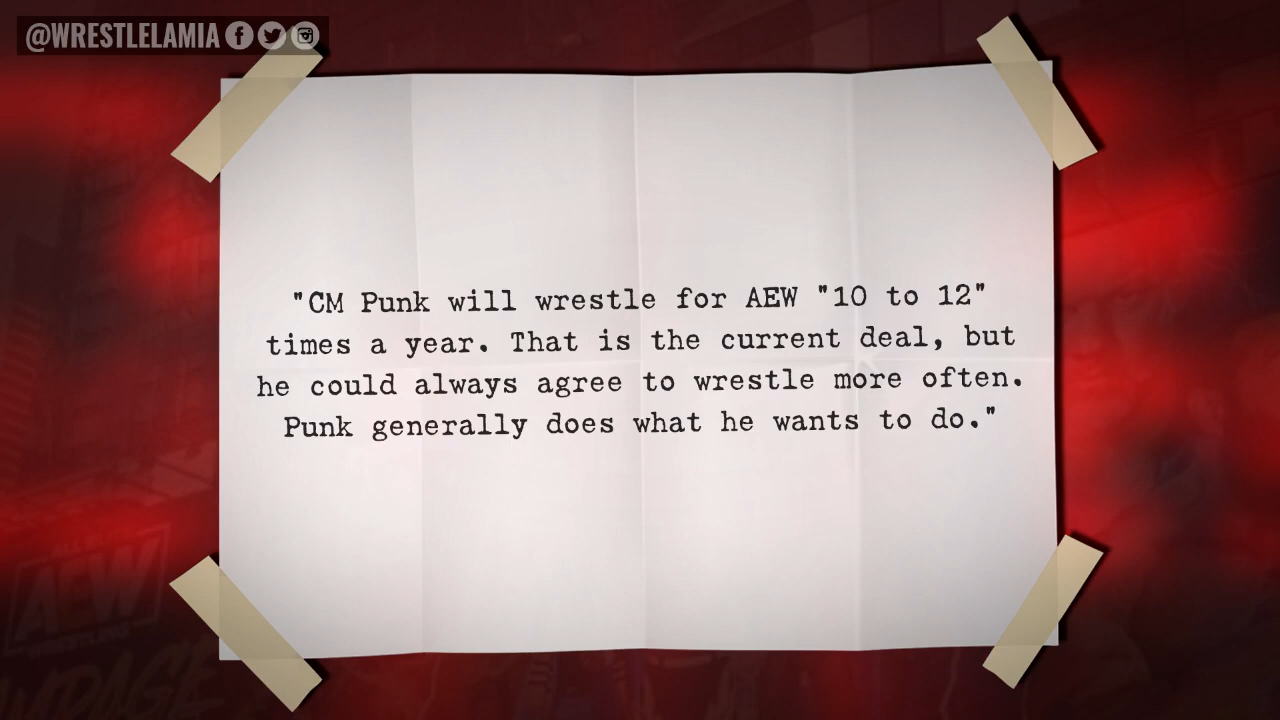 @WRESTLELAMIA
"CM Punk will wrestle for AEW "10 to 12"
times a year. That is the current deal, but
he could always agree to wrestle more often.
Punk generally does what he wants to do."
AEW